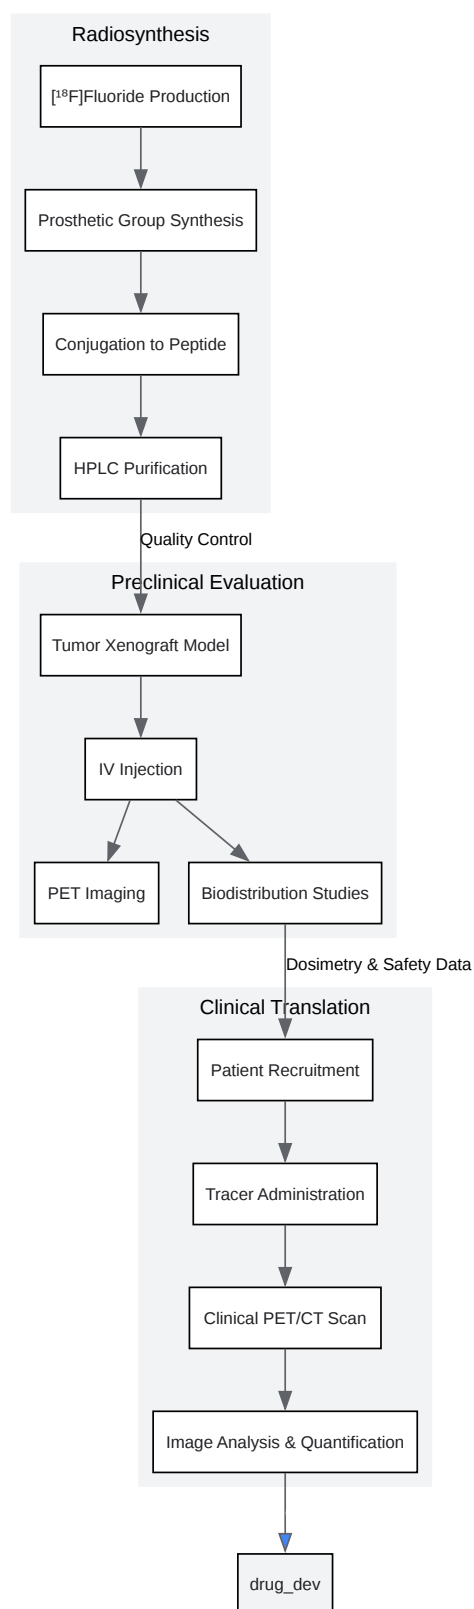 Radiosynthesis
[¹⁸F]Fluoride Production
Prosthetic Group Synthesis
Conjugation to Peptide
HPLC Purification
Quality Control
Preclinical Evaluation
Tumor Xenograft Model
IV Injection
PET Imaging
Biodistribution Studies
Dosimetry & Safety Data
Clinical Translation
Patient Recruitment
Tracer Administration
Clinical PET/CT Scan
Image Analysis & Quantification
drug_dev